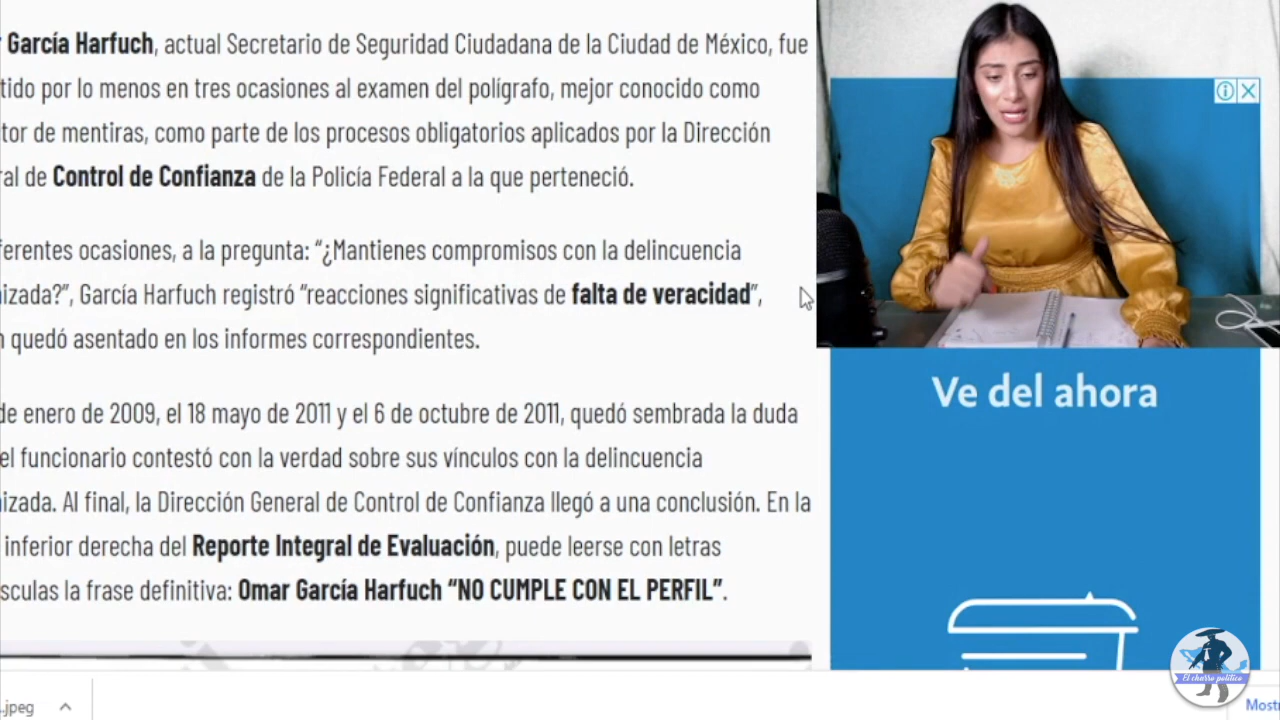 García Harfuch, actual Secretario de Seguridad Ciudadana de la Ciudad de México, fue
tido por lo menos en tres ocasiones al examen del polígrafo, mejor conocido como
tor de mentiras, como parte de los procesos obligatorios aplicados por la Dirección
ral de Control de Confianza de la Policía Federal a la que perteneció.
ferentes ocasiones, a la pregunta: “¿Mantienes compromisos con la delincuencia
nizada?”, García Harfuch registró “reacciones significativas de falta de veracidad”,
n quedó asentado en los informes correspondientes.
de enero de 2009, el 18 mayo de 2011 y el 6 de octubre de 2011, quedó sembrada la duda
el funcionario contestó con la verdad sobre sus vínculos con la delincuencia
nizada. Al final, la Dirección General de Control de Confianza llegó a una conclusión. En la
inferior derecha del Reporte Integral de Evaluación, puede leerse con letras
sculas la frase definitiva: Omar García Harfuch “NO CUMPLE CON EL PERFIL”.
Ve del ahora
El charro político
.jpeg
Most